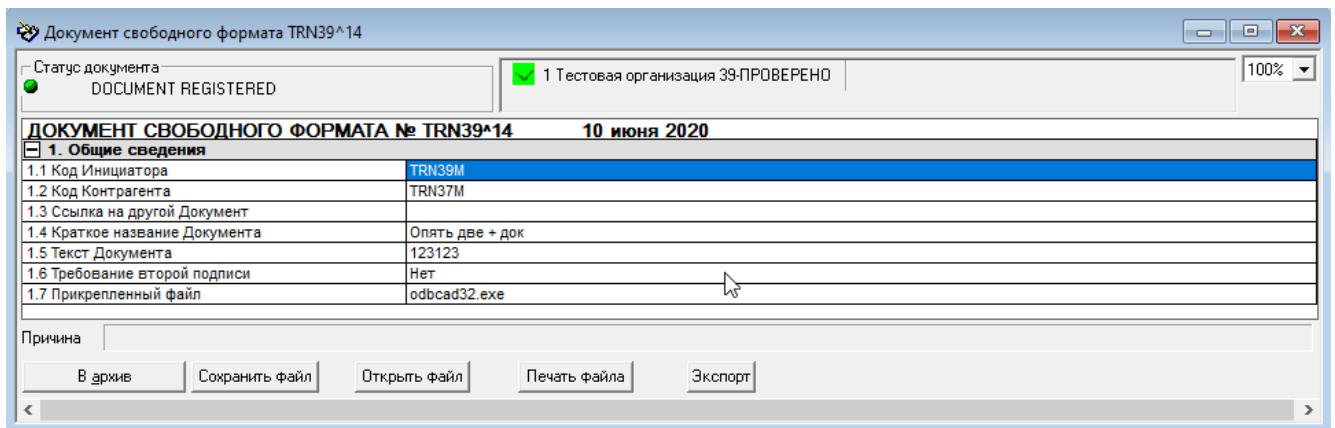 Документ свободного формата TRN39^14
Статус документа
DOCUMENT REGISTERED
1 Тестовая организация 39-ПРОВЕРЕНО
100%
ДОКУМЕНТ СВОБОДНОГО ФОРМАТА № TRN39^14 10 июня 2020
1. Общие сведения
1.1 Код Инициатора TRN39M
1.2 Код Контрагента TRN37M
1.3 Ссылка на другой Документ
1.4 Краткое название Документа Опять две + док
1.5 Текст Документа 123123
1.6 Требование второй подписи Нет
1.7 Прикрепленный файл odbcad32.exe
Причина
В архив Сохранить файл Открыть файл Печать файла Экспорт